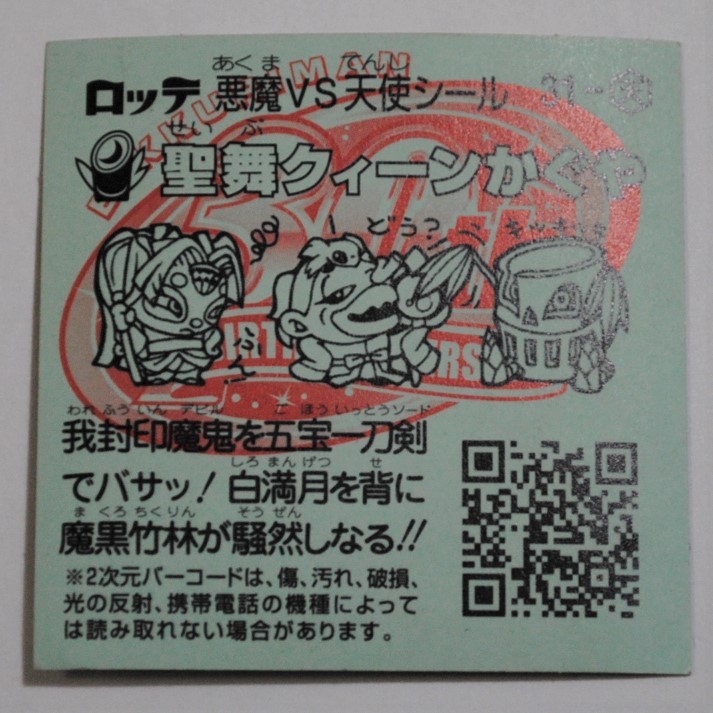 ロッテ 悪魔VS天使シール 31-
あくま てんし
せいぶ
聖舞クィーンかぐや
どう?
ふん!
われふういんデビル ごほういっとうソード
我封印魔鬼を五宝一刀剣
しろまんげつ せ
でバサッ! 白満月を背に
まくろちくりん そうぜん
魔黒竹林が騒然しなる!!
※2次元バーコードは、傷、汚れ、破損、
光の反射、携帯電話の機種によって
は読み取れない場合があります。